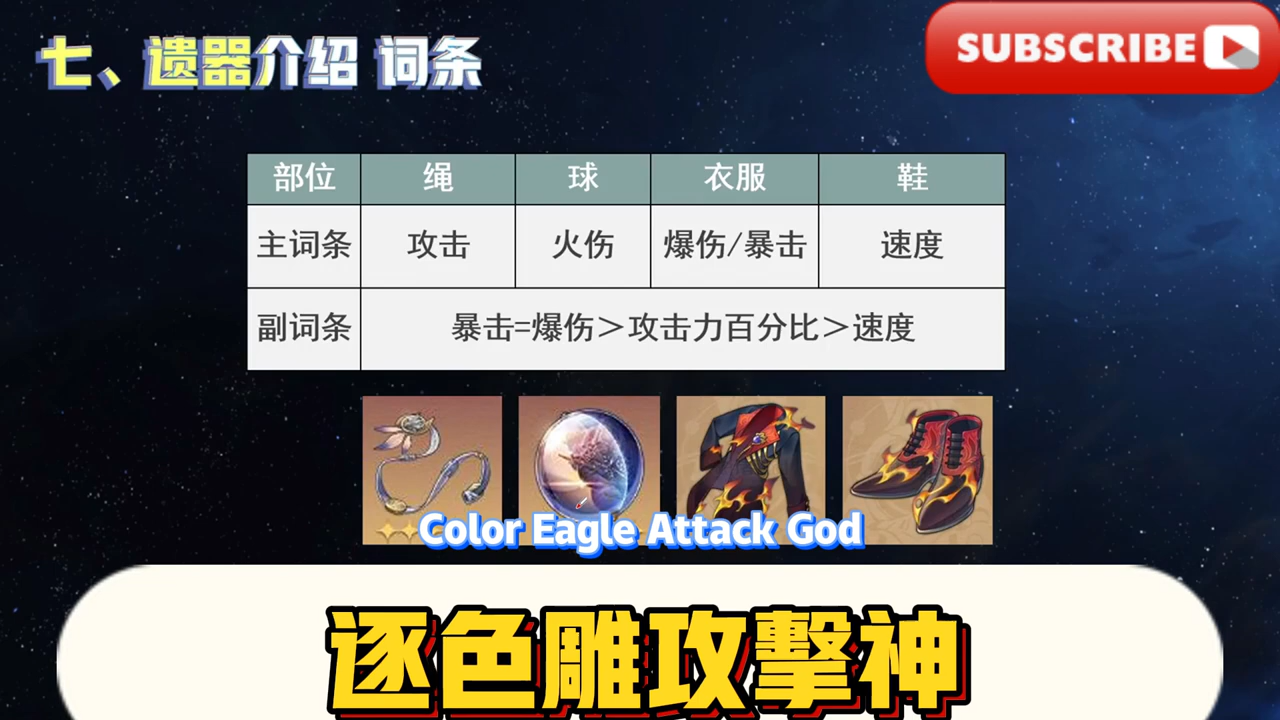 七、遗器介绍 词条
SUBSCRIBE
部位 绳 球 衣服 鞋
主词条 攻击 火伤 爆伤/暴击 速度
副词条 暴击=爆伤＞攻击力百分比＞速度
Color Eagle Attack God
逐色雕攻擊神